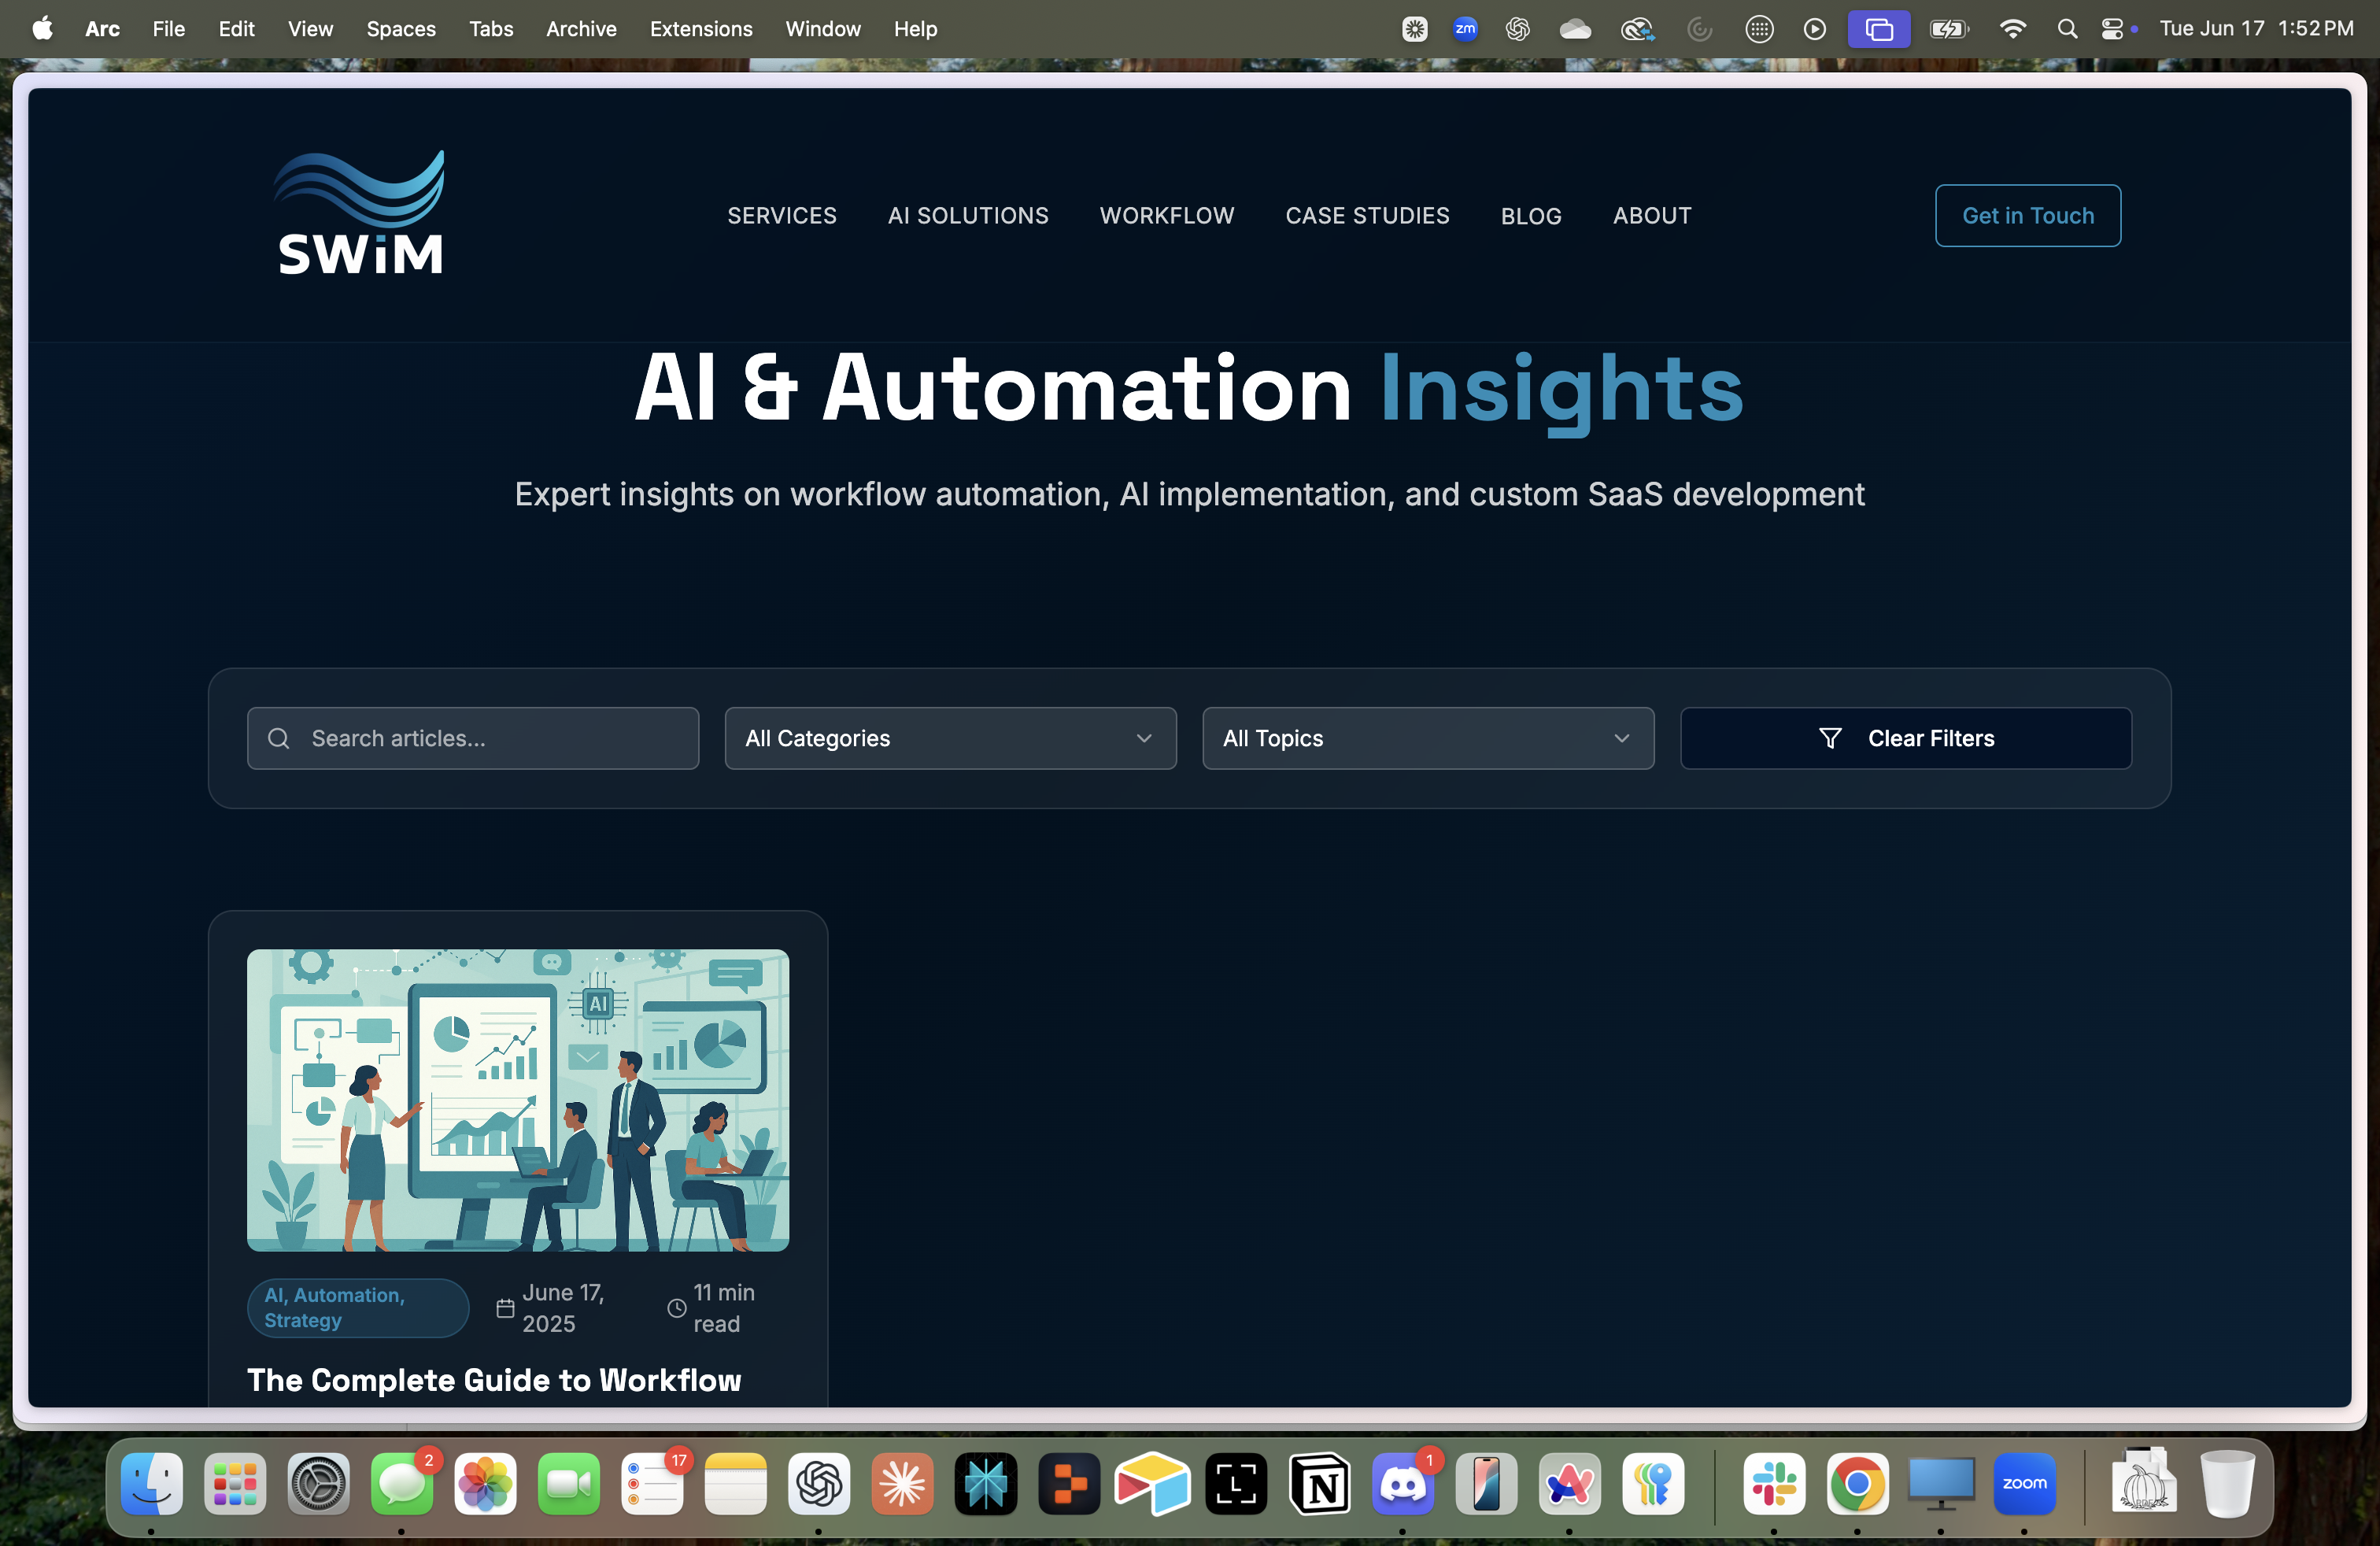 Arc File Edit View Spaces Tabs Archive Extensions Window Help zm Tue Jun 17 1:52 PM
SWiM
SERVICES AI SOLUTIONS WORKFLOW CASE STUDIES BLOG ABOUT
Get in Touch
AI & Automation Insights
Expert insights on workflow automation, AI implementation, and custom SaaS development
Search articles...
All Categories
All Topics
Clear Filters
AI
AI, Automation,
Strategy
June 17,
2025
11 min
read
The Complete Guide to Workflow
2
17
L
N
1
zoom